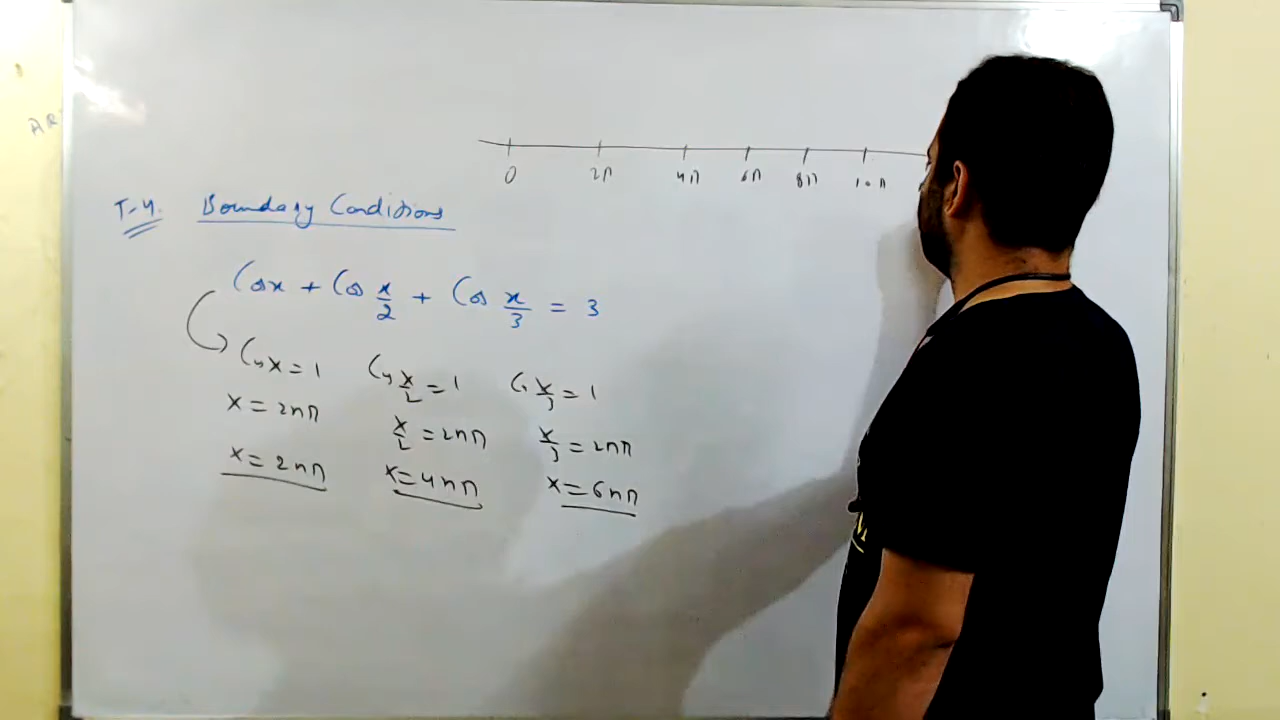 0 2π 4π 6π 8π 10π
T-4. Boundary Conditions
Cos x + Cos x/2 + Cos x/3 = 3
Cos x = 1 Cos x/2 = 1 Cos x/3 = 1
x = 2nπ x/2 = 2nπ x/3 = 2nπ
x = 2nπ x = 4nπ x = 6nπ